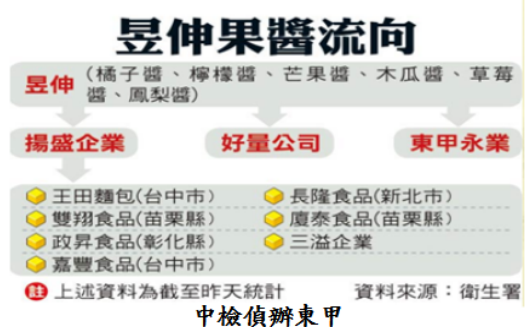 昱伸果醬流向
昱伸 (橘子醬、檸檬醬、芒果醬、木瓜醬、草莓
醬、鳳梨醬)
揚盛企業 好量公司 東甲永業
王田麵包(台中市) 長隆食品(新北市)
雙翔食品(苗栗縣) 廈泰食品(苗栗縣)
政昇食品(彰化縣) 三溢企業
嘉豐食品(台中市)
註 上述資料為截至昨天統計 資料來源：衛生署
中檢偵辦東甲